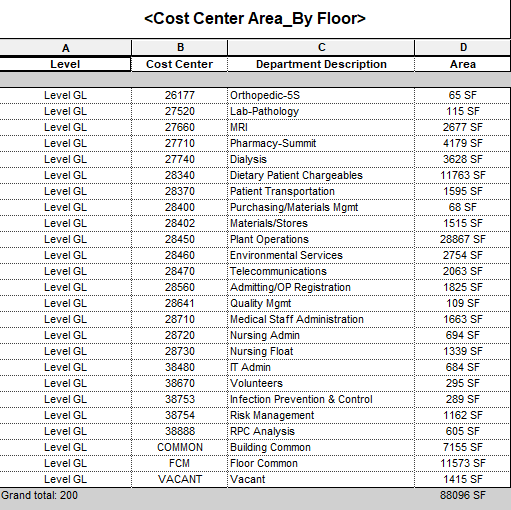 <Cost Center Area_By Floor>
A B C D
Level Cost Center Department Description Area
Level GL 26177 Orthopedic-5S 65 SF
Level GL 27520 Lab-Pathology 115 SF
Level GL 27660 MRI 2677 SF
Level GL 27710 Pharmacy-Summit 4179 SF
Level GL 27740 Dialysis 3628 SF
Level GL 28340 Dietary Patient Chargeables 11763 SF
Level GL 28370 Patient Transportation 1595 SF
Level GL 28400 Purchasing/Materials Mgmt 68 SF
Level GL 28402 Materials/Stores 1515 SF
Level GL 28450 Plant Operations 28867 SF
Level GL 28460 Environmental Services 2754 SF
Level GL 28470 Telecommunications 2063 SF
Level GL 28560 Admitting/OP Registration 1825 SF
Level GL 28641 Quality Mgmt 109 SF
Level GL 28710 Medical Staff Administration 1663 SF
Level GL 28720 Nursing Admin 694 SF
Level GL 28730 Nursing Float 1339 SF
Level GL 38480 IT Admin 684 SF
Level GL 38670 Volunteers 295 SF
Level GL 38753 Infection Prevention & Control 289 SF
Level GL 38754 Risk Management 1162 SF
Level GL 38888 RPC Analysis 605 SF
Level GL COMMON Building Common 7155 SF
Level GL FCM Floor Common 11573 SF
Level GL VACANT Vacant 1415 SF
Grand total: 200 88096 SF